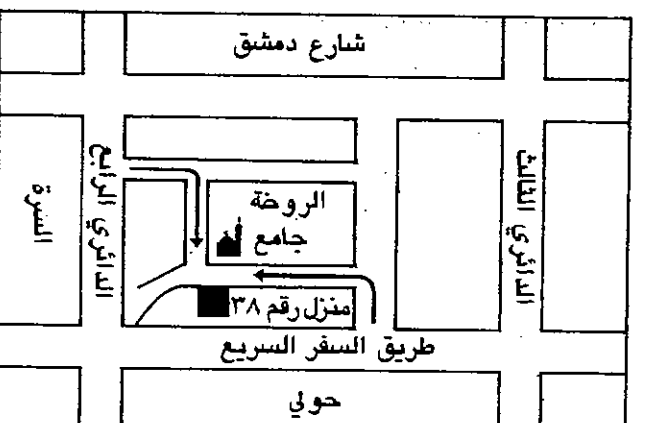 شارع دمشق
الدائري الرابع
السرة
الروضة
جامع
الدائري الثالث
منزل رقم ٣٨
طريق السفر السريع
حولي